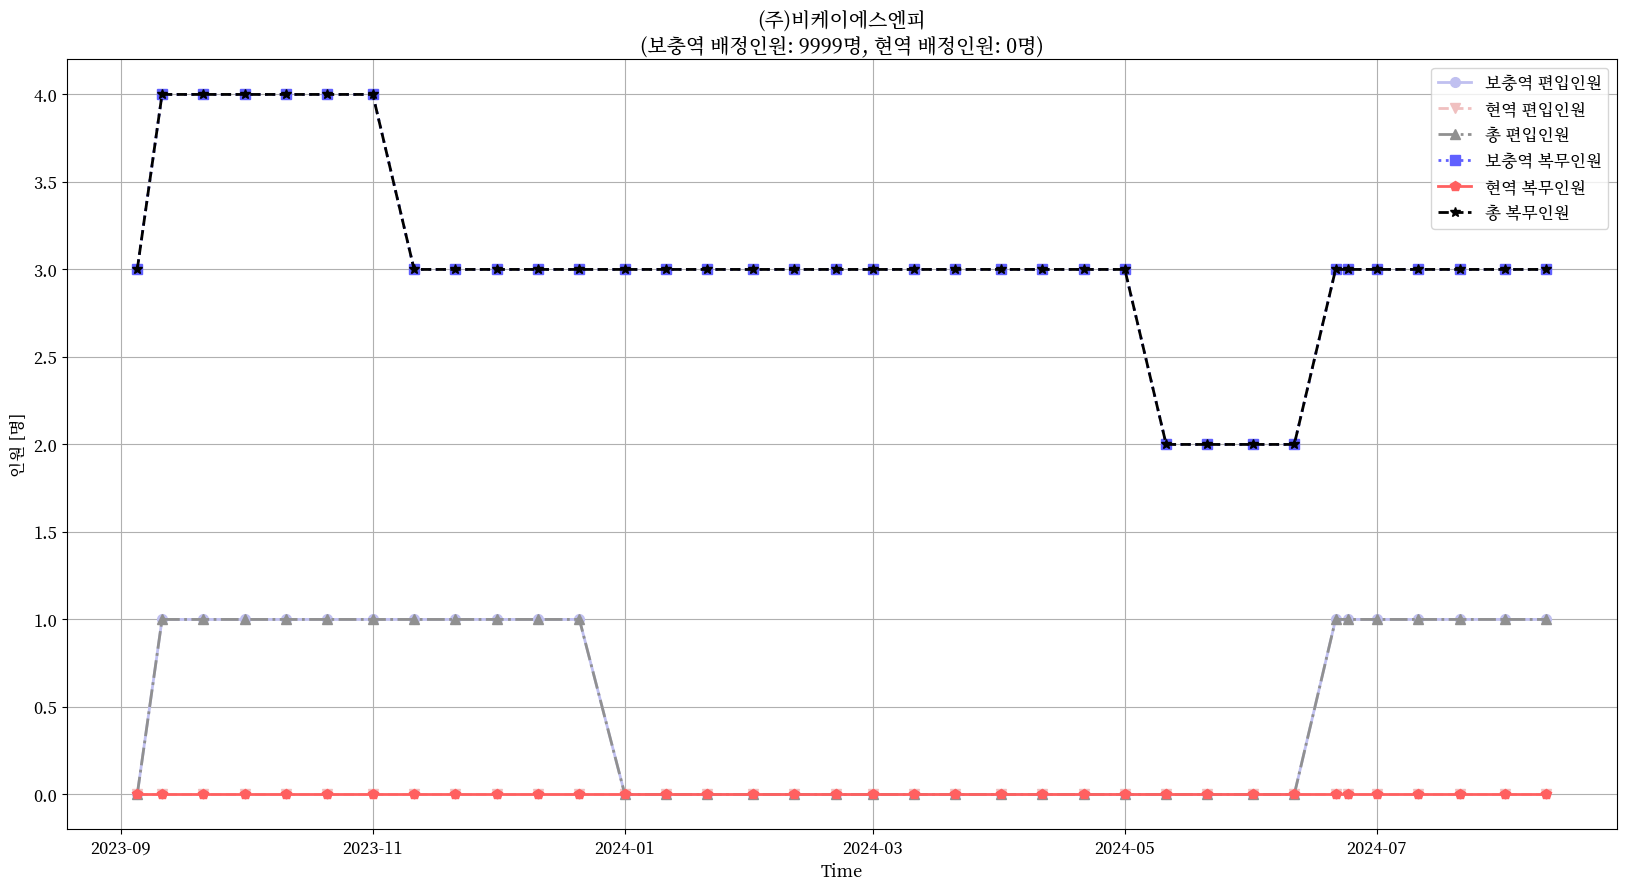 (주)비케이에스엔피
(보충역 배정인원: 9999명, 현역 배정인원: 0명)
보충역 편입인원
현역 편입인원
총 편입인원
보충역 복무인원
현역 복무인원
총 복무인원
인원 [명]
4.0
3.5
3.0
2.5
2.0
1.5
1.0
0.5
0.0
2023-09
2023-11
2024-01
2024-03
2024-05
2024-07
Time